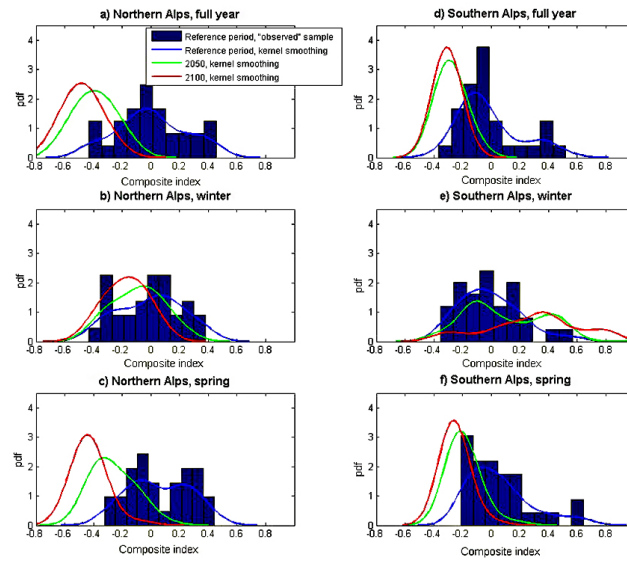 a) Northern Alps, full year
Reference period, "observed" sample
Reference period, kernel smoothing
2050, kernel smoothing
2100, kernel smoothing
pdf
4
3
2
1
0
-0.8 -0.6 -0.4 -0.2 0 0.2 0.4 0.6 0.8
Composite index
d) Southern Alps, full year
pdf
4
3
2
1
0
-0.8 -0.6 -0.4 -0.2 0 0.2 0.4 0.6 0.8
Composite index
b) Northern Alps, winter
pdf
4
3
2
1
0
-0.8 -0.6 -0.4 -0.2 0 0.2 0.4 0.6 0.8
Composite index
e) Southern Alps, winter
pdf
4
3
2
1
0
-0.8 -0.6 -0.4 -0.2 0 0.2 0.4 0.6 0.8
Composite index
c) Northern Alps, spring
pdf
4
3
2
1
0
-0.8 -0.6 -0.4 -0.2 0 0.2 0.4 0.6 0.8
Composite index
f) Southern Alps, spring
pdf
4
3
2
1
0
-0.8 -0.6 -0.4 -0.2 0 0.2 0.4 0.6 0.8
Composite index